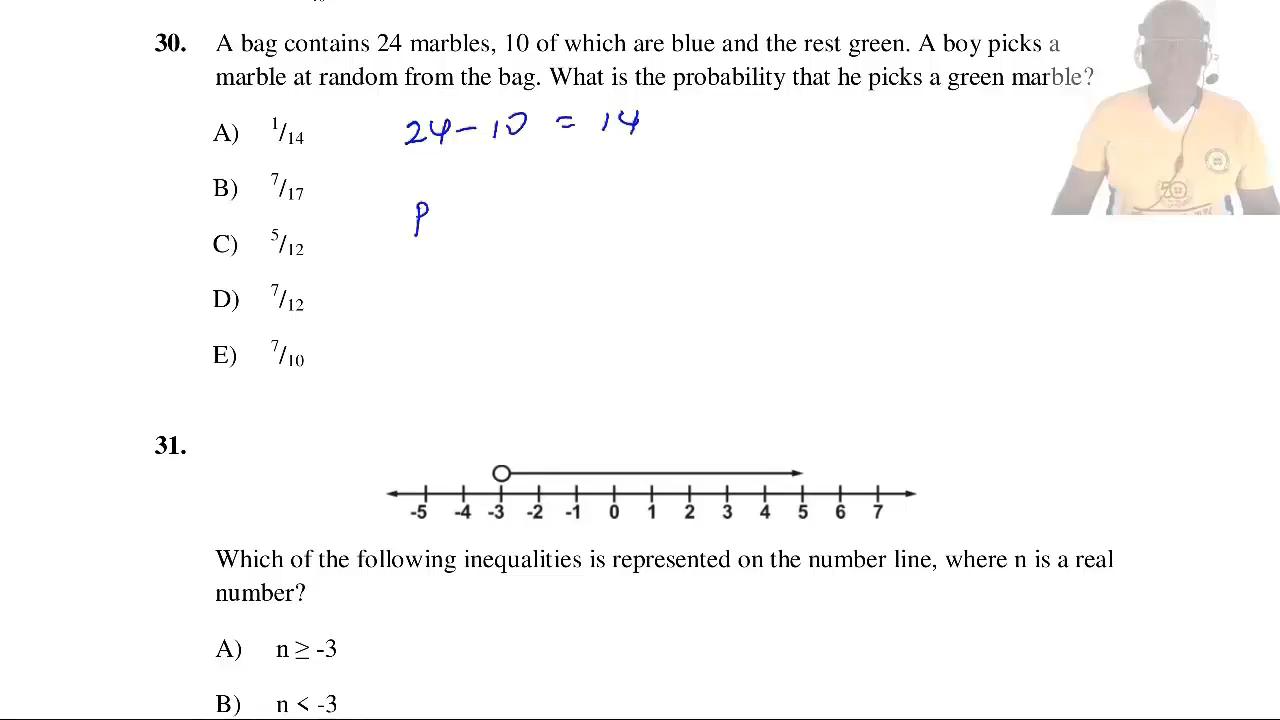 30. A bag contains 24 marbles, 10 of which are blue and the rest green. A boy picks a
marble at random from the bag. What is the probability that he picks a green marble?
A) 1/14
24 - 10 = 14
B) 7/17
P
C) 5/12
D) 7/12
E) 7/10
31.
-5 -4 -3 -2 -1 0 1 2 3 4 5 6 7
Which of the following inequalities is represented on the number line, where n is a real
number?
A) n ≥ -3
B) n < -3
50